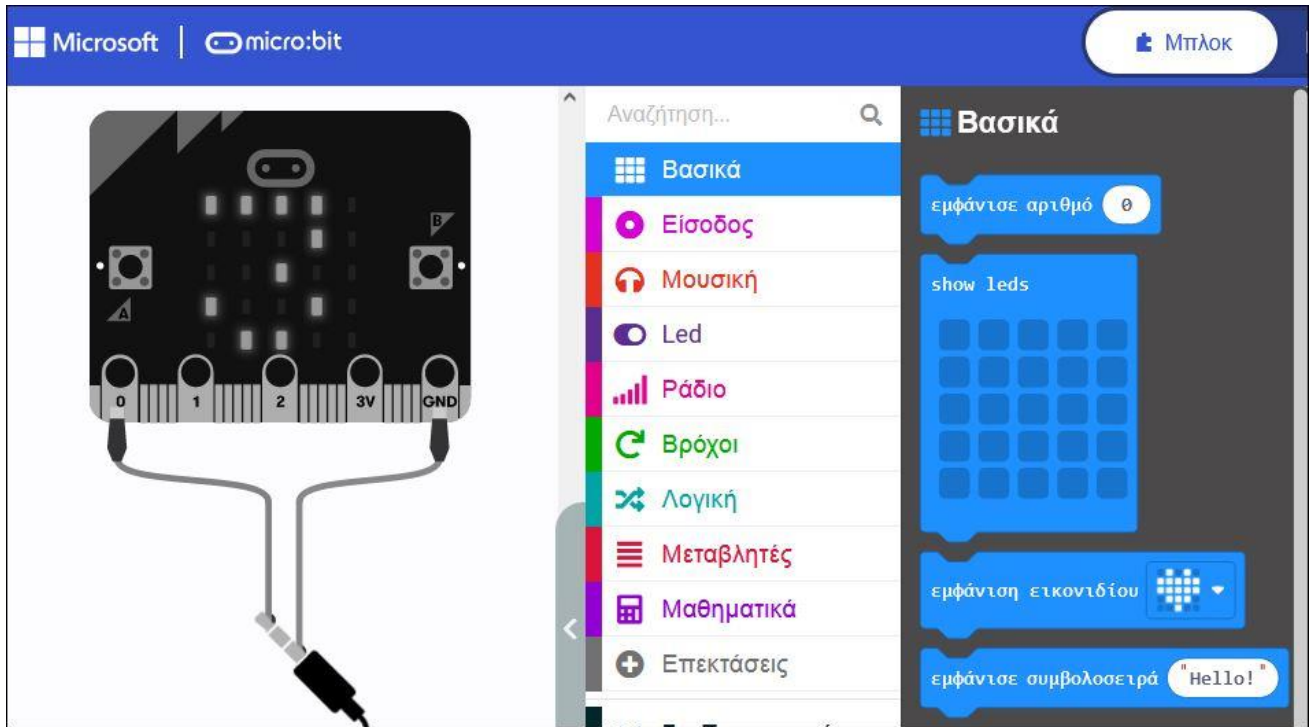 Microsoft | micro:bit
Μπλοκ
B
A
0 1 2 3V GND
Αναζήτηση...
Βασικά
Είσοδος
Μουσική
Led
Ράδιο
Βρόχοι
Λογική
Μεταβλητές
Μαθηματικά
Επεκτάσεις
Βασικά
εμφάνισε αριθμό 0
show leds
εμφάνιση εικονιδίου
εμφάνισε συμβολοσειρά "Hello!"